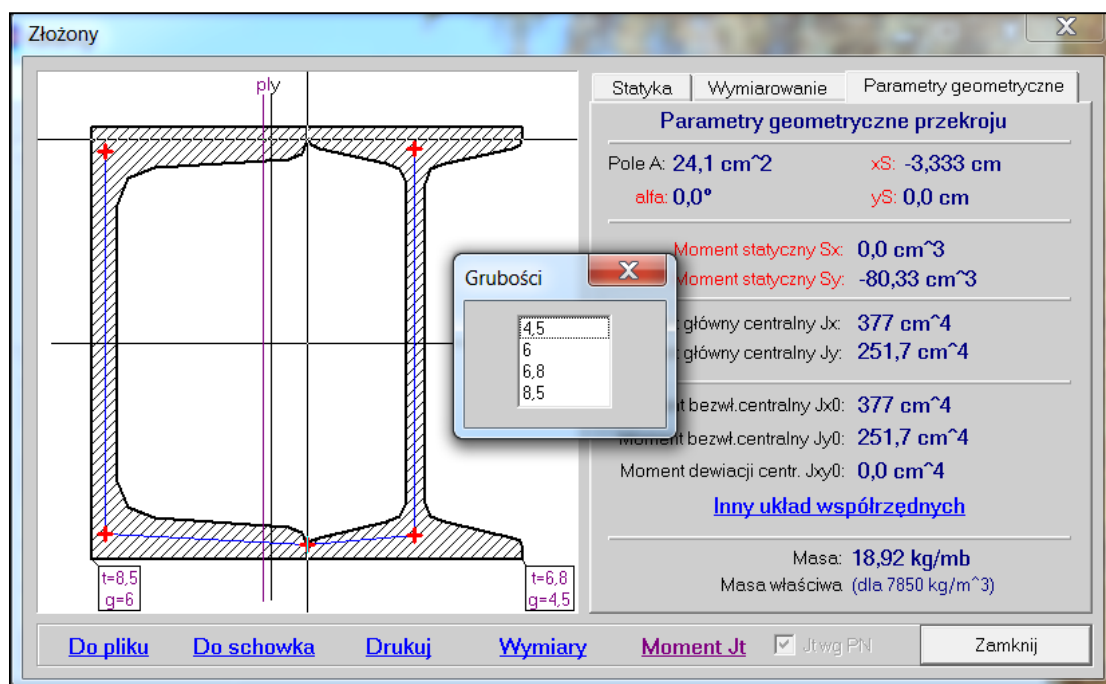 Złożony
X
ply
t=8,5
g=6
t=6,8
g=4,5
Statyka
Wymiarowanie
Parametry geometryczne
Parametry geometryczne przekroju
Pole A: 24,1 cm^2
xS: -3,333 cm
alfa: 0,0°
yS: 0,0 cm
Moment statyczny Sx: 0,0 cm^3
Moment statyczny Sy: -80,33 cm^3
główny centralny Jx: 377 cm^4
główny centralny Jy: 251,7 cm^4
bezwł.centralny Jx0: 377 cm^4
Moment bezwł.centralny Jy0: 251,7 cm^4
Moment dewiacji centr. Jxy0: 0,0 cm^4
Inny układ współrzędnych
Masa: 18,92 kg/mb
Masa właściwa (dla 7850 kg/m^3)
Grubości
X
4,5
6
6,8
8,5
Do pliku
Do schowka
Drukuj
Wymiary
Moment Jt
Jt wg PN
Zamknij